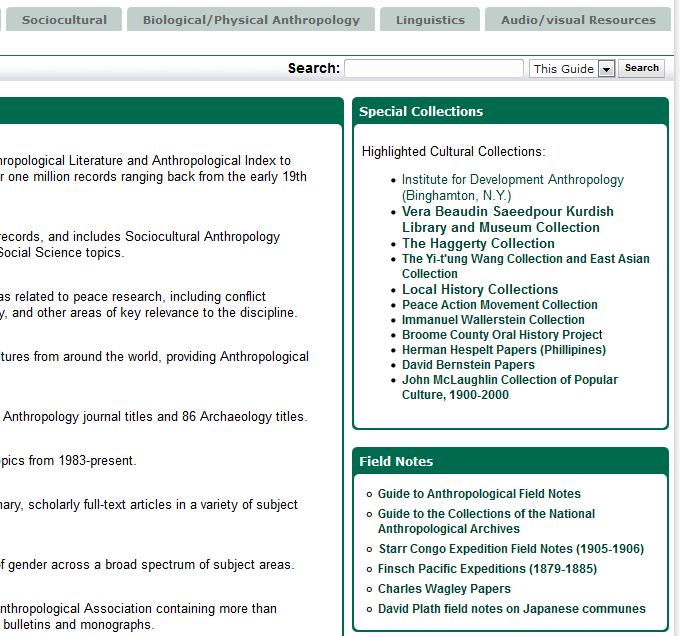 Sociocultural
Biological/Physical Anthropology
Linguistics
Audio/visual Resources
Search:
This Guide
Search
ropological Literature and Anthropological Index to
r one million records ranging back from the early 19th
records, and includes Sociocultural Anthropology
Social Science topics.
as related to peace research, including conflict
y, and other areas of key relevance to the discipline.
tures from around the world, providing Anthropological
Anthropology journal titles and 86 Archaeology titles.
pics from 1983-present.
nary, scholarly full-text articles in a variety of subject
of gender across a broad spectrum of subject areas.
nthropological Association containing more than
bulletins and monographs.
Special Collections
Highlighted Cultural Collections:
Institute for Development Anthropology
(Binghamton, N.Y.)
Vera Beaudin Saeedpour Kurdish
Library and Museum Collection
The Haggerty Collection
The Yi-t'ung Wang Collection and East Asian
Collection
Local History Collections
Peace Action Movement Collection
Immanuel Wallerstein Collection
Broome County Oral History Project
Herman Hespelt Papers (Phillipines)
David Bernstein Papers
John McLaughlin Collection of Popular
Culture, 1900-2000
Field Notes
Guide to Anthropological Field Notes
Guide to the Collections of the National
Anthropological Archives
Starr Congo Expedition Field Notes (1905-1906)
Finsch Pacific Expeditions (1879-1885)
Charles Wagley Papers
David Plath field notes on Japanese communes